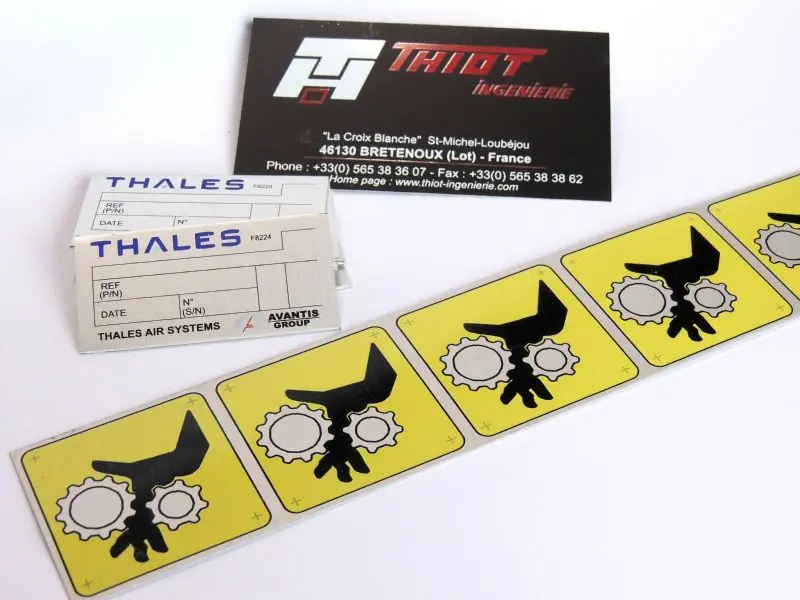 TH THIOT
INGENIERIE
"La Croix Blanche" St-Michel-Loubéjou
46130 BRETENOUX (Lot) - France
Phone : +33(0) 565 38 36 07 - Fax : +33(0) 565 38 38 62
Home page : www.thiot-ingenierie.com
THALES F8224
REF
(P/N)
DATE N°
THALES F8224
REF
(P/N)
DATE N°
(S/N)
THALES AIR SYSTEMS AVANTIS
GROUP